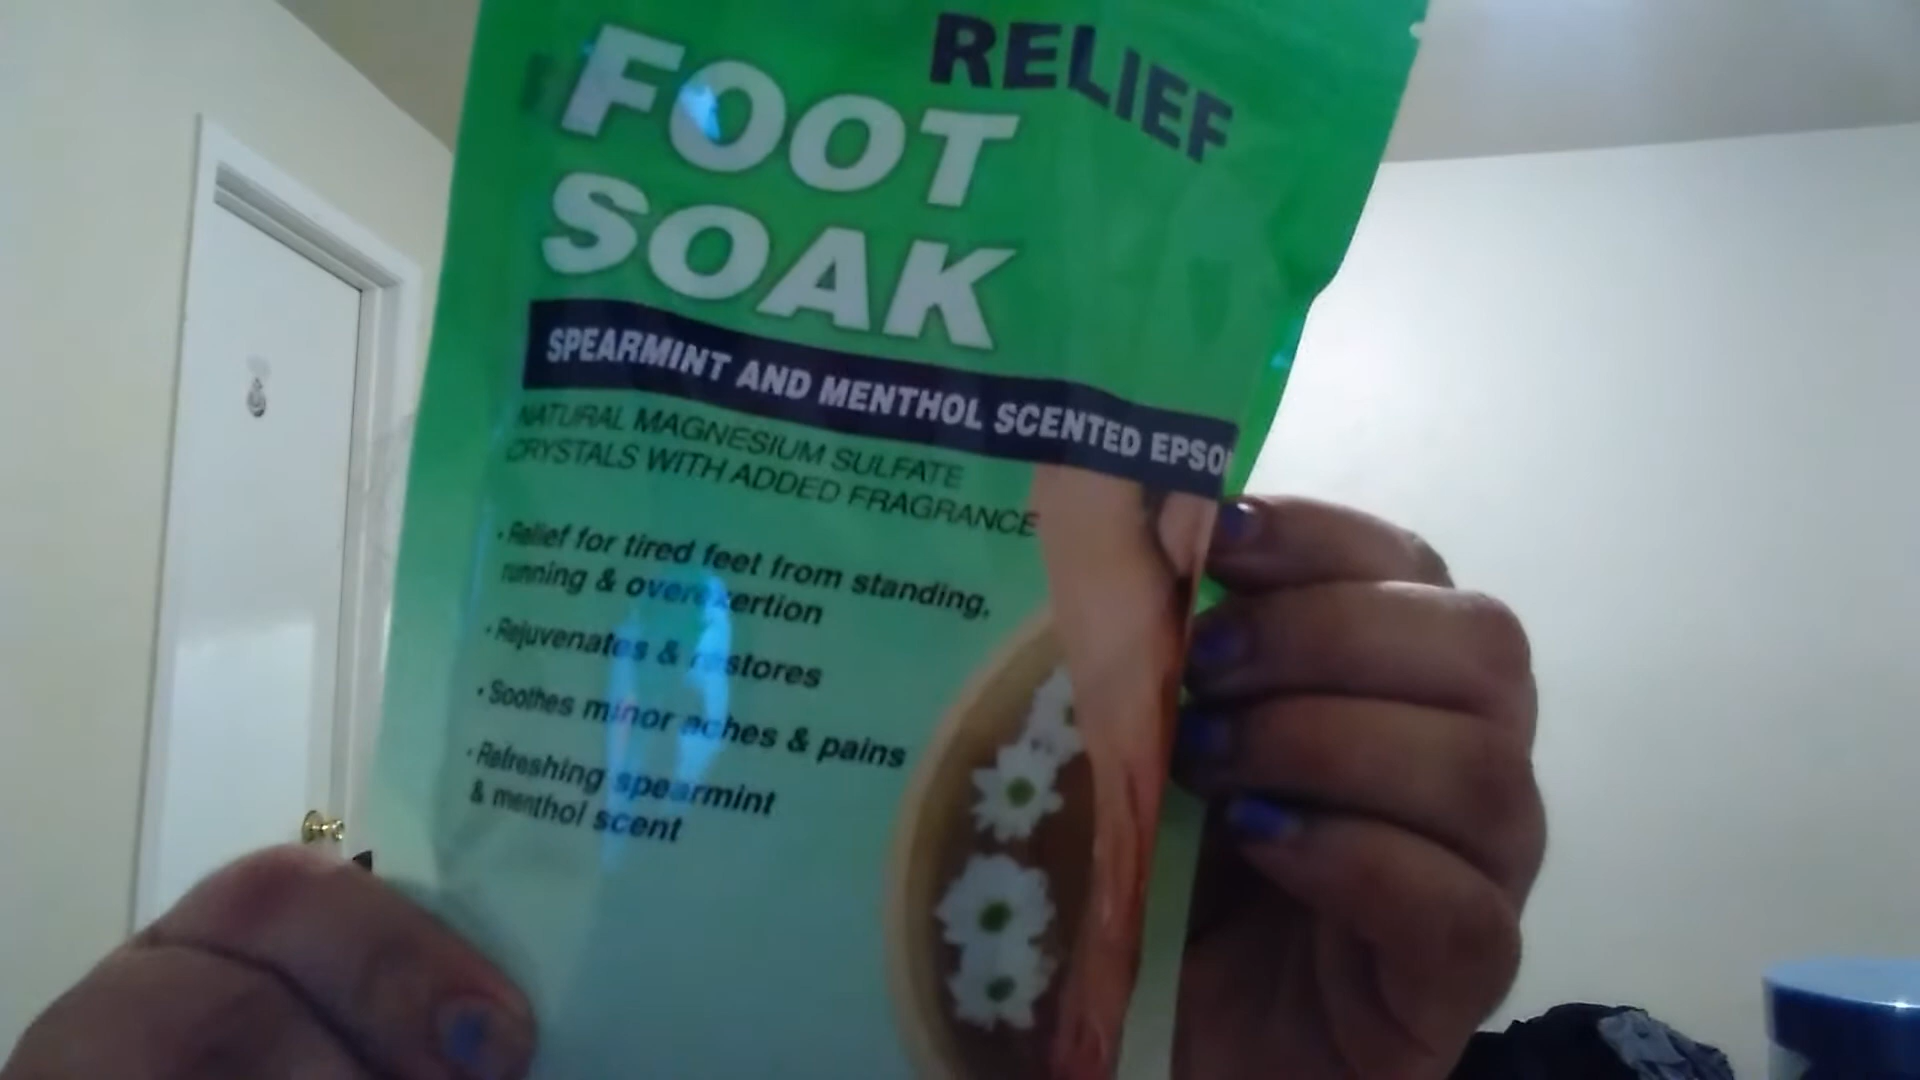 RELIEF
FOOT
SOAK
SPEARMINT AND MENTHOL SCENTED EPSO
NATURAL MAGNESIUM SULFATE
CRYSTALS WITH ADDED FRAGRANCE
· Relief for tired feet from standing,
running & overexertion
· Rejuvenates & restores
· Soothes minor aches & pains
· Refreshing spearmint
& menthol scent